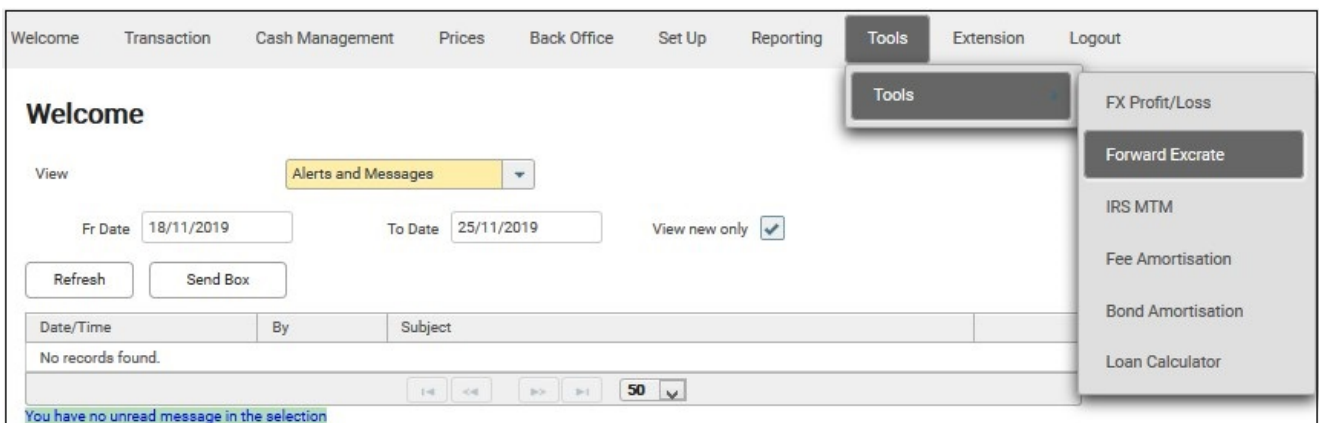 Welcome Transaction Cash Management Prices Back Office Set Up Reporting Tools Extension Logout
Tools
FX Profit/Loss
Forward Excrate
IRS MTM
Fee Amortisation
Bond Amortisation
Loan Calculator
Welcome
View Alerts and Messages
Fr Date 18/11/2019 To Date 25/11/2019 View new only
Refresh Send Box
Date/Time By Subject
No records found.
50
You have no unread message in the selection